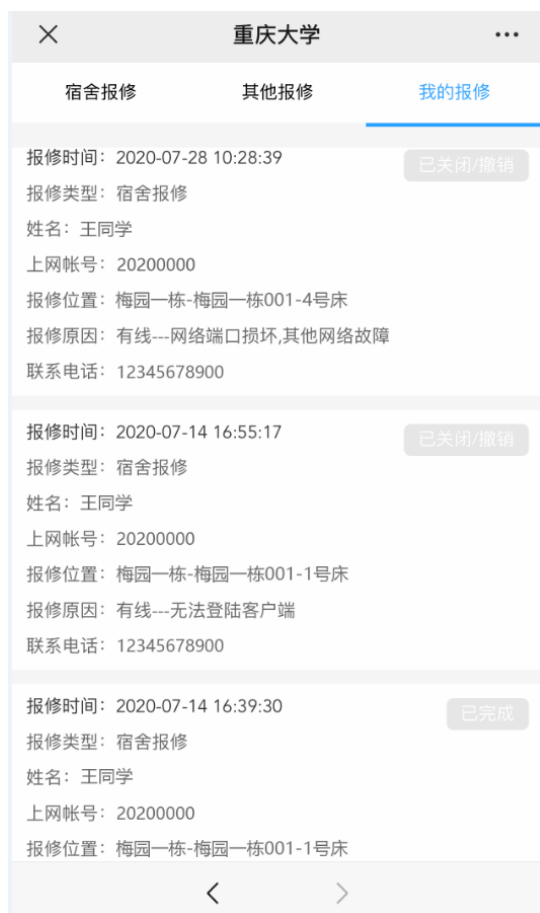 重庆大学
宿舍报修 其他报修 我的报修
报修时间：2020-07-28 10:28:39 已关闭/撤销
报修类型：宿舍报修
姓名：王同学
上网帐号：20200000
报修位置：梅园一栋-梅园一栋001-4号床
报修原因：有线---网络端口损坏,其他网络故障
联系电话：12345678900
报修时间：2020-07-14 16:55:17 已关闭/撤销
报修类型：宿舍报修
姓名：王同学
上网帐号：20200000
报修位置：梅园一栋-梅园一栋001-1号床
报修原因：有线---无法登陆客户端
联系电话：12345678900
报修时间：2020-07-14 16:39:30 已完成
报修类型：宿舍报修
姓名：王同学
上网帐号：20200000
报修位置：梅园一栋-梅园一栋001-1号床